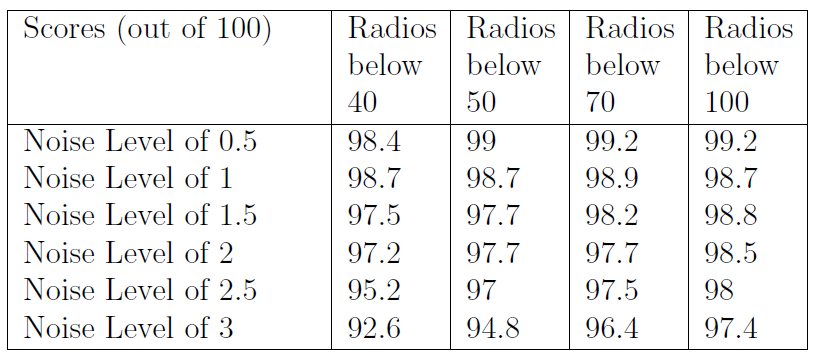 Scores (out of 100) Radios below 40 Radios below 50 Radios below 70 Radios below 100
Noise Level of 0.5 98.4 99 99.2 99.2
Noise Level of 1 98.7 98.7 98.9 98.7
Noise Level of 1.5 97.5 97.7 98.2 98.8
Noise Level of 2 97.2 97.7 97.7 98.5
Noise Level of 2.5 95.2 97 97.5 98
Noise Level of 3 92.6 94.8 96.4 97.4